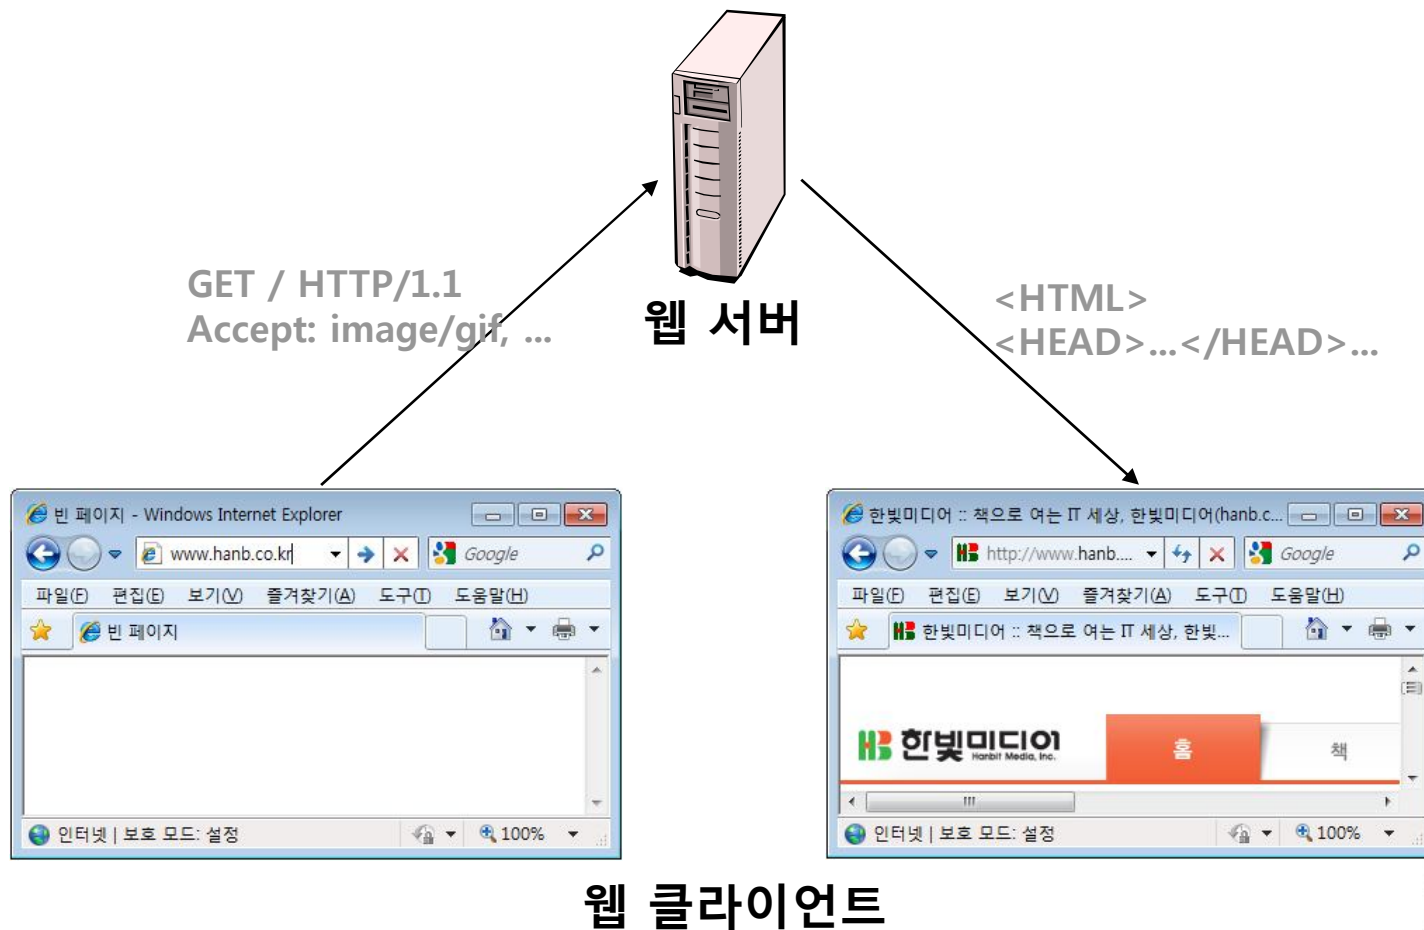 GET / HTTP/1.1
Accept: image/gif, ...
웹 서버
<HTML>
<HEAD>...</HEAD>...
빈 페이지 - Windows Internet Explorer
www.hanb.co.kr
Google
파일(F) 편집(E) 보기(V) 즐겨찾기(A) 도구(T) 도움말(H)
빈 페이지
인터넷 | 보호 모드: 설정
100%
한빛미디어 :: 책으로 여는 IT 세상, 한빛미디어(hanb.c...
http://www.hanb....
Google
파일(F) 편집(E) 보기(V) 즐겨찾기(A) 도구(T) 도움말(H)
한빛미디어 :: 책으로 여는 IT 세상, 한빛...
HB 한빛미디어
Hanbit Media, Inc.
홈 책
인터넷 | 보호 모드: 설정
100%
웹 클라이언트